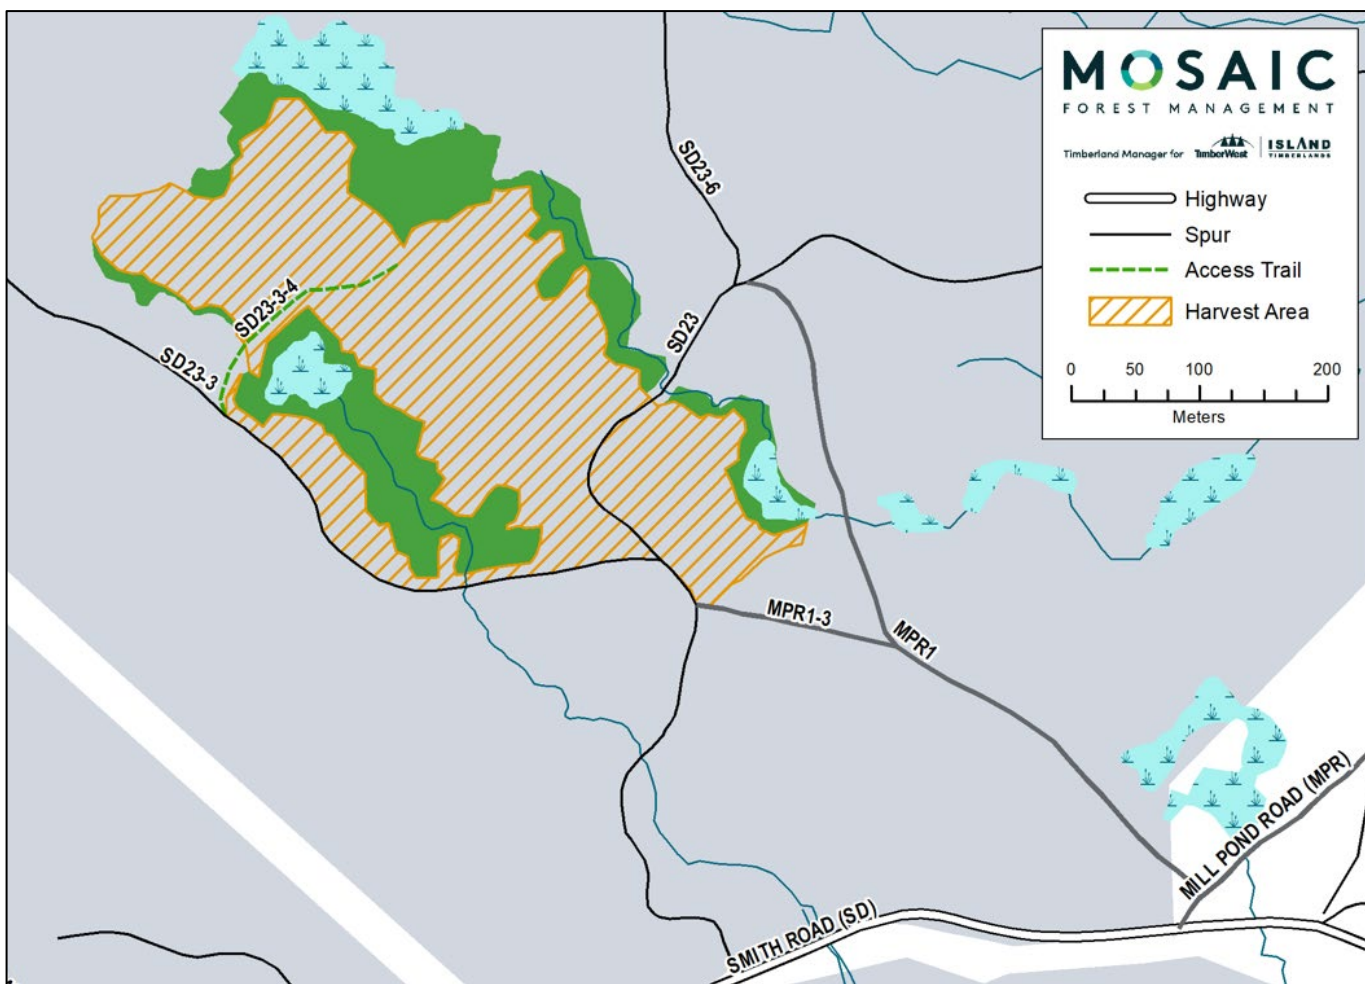 MOSAIC
FOREST MANAGEMENT
Timberland Manager for TimberWest ISLAND
TIMBERLANDS
Highway
Spur
Access Trail
Harvest Area
0 50 100 200
Meters
SD23-6
SD23-3-4
SD23
SD23-3
MPR1-3
MPR1
MILL POND ROAD (MPR)
SMITH ROAD (SD)